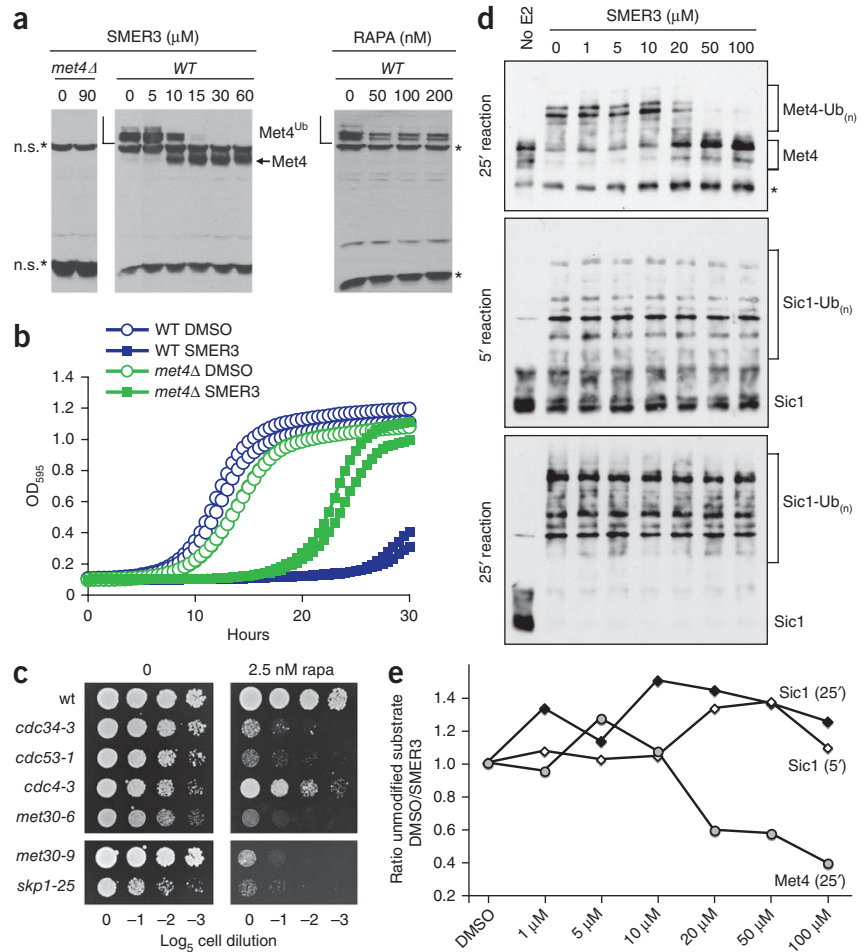 a
SMER3 (μM)
met4Δ
WT
0 90
0 5 10 15 30 60
n.s.*
n.s.*
Met4Ub
Met4
RAPA (nM)
WT
0 50 100 200
*
*
b
WT DMSO
WT SMER3
met4Δ DMSO
met4Δ SMER3
1.4
1.2
1.0
0.8
0.6
0.4
0.2
0
OD595
0 10 20 30
Hours
c
0
2.5 nM rapa
wt
cdc34-3
cdc53-1
cdc4-3
met30-6
met30-9
skp1-25
0 –1 –2 –3
0 –1 –2 –3
Log5 cell dilution
d
No E2
SMER3 (μM)
0 1 5 10 20 50 100
25′ reaction
Met4-Ub(n)
Met4
*
5′ reaction
Sic1-Ub(n)
Sic1
25′ reaction
Sic1-Ub(n)
Sic1
e
Ratio unmodified substrate
DMSO/SMER3
1.4
1.2
1.0
0.8
0.6
0.4
0.2
Sic1 (25′)
Sic1 (5′)
Met4 (25′)
DMSO
1 μM
5 μM
10 μM
20 μM
50 μM
100 μM